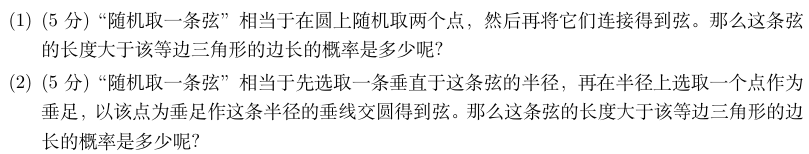 (1) (5 分) “随机取一条弦” 相当于在圆上随机取两个点, 然后再将它们连接得到弦。那么这条弦
的长度大于该等边三角形的边长的概率是多少呢?
(2) (5 分) “随机取一条弦” 相当于先选取一条垂直于这条弦的半径, 再在半径上选取一个点作为
垂足, 以该点为垂足作这条半径的垂线交圆得到弦。那么这条弦的长度大于该等边三角形的边
长的概率是多少呢?